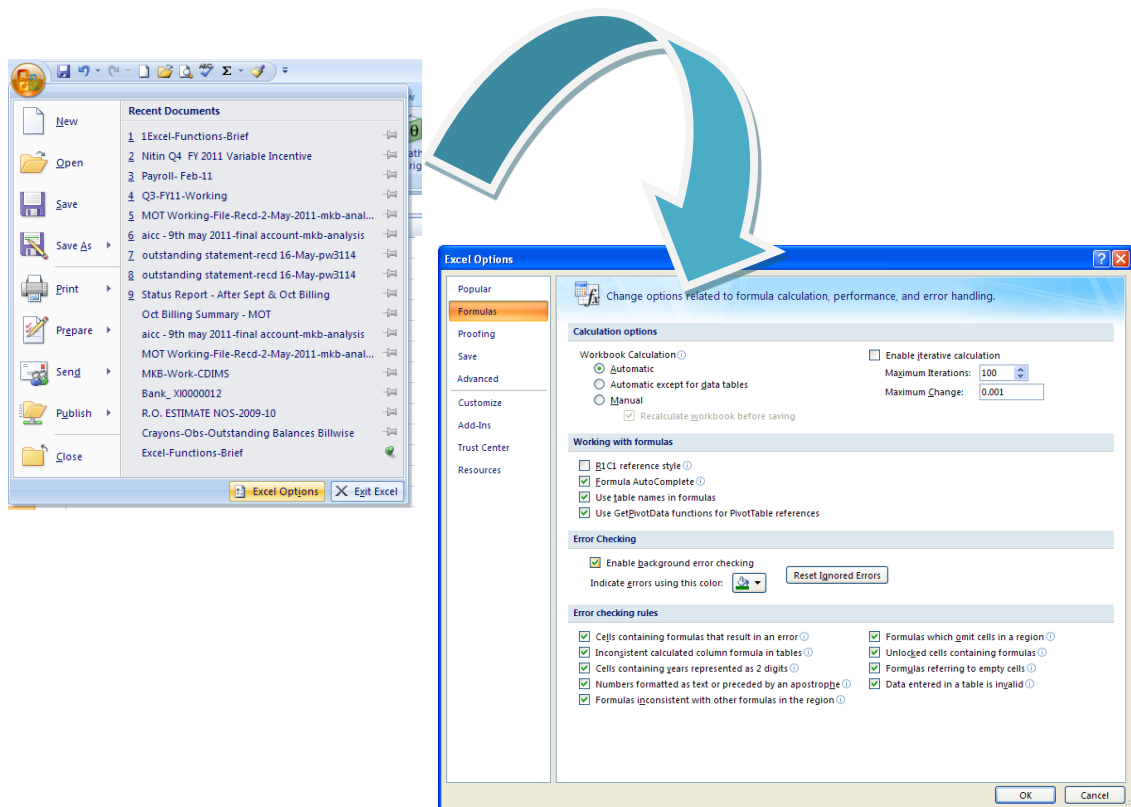 Recent Documents
New
Open
Save
Save As
Print
Prepare
Send
Publish
Close
1 1Excel-Functions-Brief
2 Nitin Q4 FY 2011 Variable Incentive
3 Payroll- Feb-11
4 Q3-FY11-Working
5 MOT Working-File-Recd-2-May-2011-mkb-anal...
6 aicc - 9th may 2011-final account-mkb-analysis
7 outstanding statement-recd 16-May-pw3114
8 outstanding statement-recd 16-May-pw3114
9 Status Report - After Sept & Oct Billing
Oct Billing Summary - MOT
aicc - 9th may 2011-final account-mkb-analysis
MOT Working-File-Recd-2-May-2011-mkb-anal...
MKB-Work-CDIMS
Bank_ XI0000012
R.O. ESTIMATE NOS-2009-10
Crayons-Obs-Outstanding Balances Billwise
Excel-Functions-Brief
Excel Options
Exit Excel
Excel Options
Popular
Formulas
Proofing
Save
Advanced
Customize
Add-Ins
Trust Center
Resources
Change options related to formula calculation, performance, and error handling.
Calculation options
Workbook Calculation
Automatic
Automatic except for data tables
Manual
Recalculate workbook before saving
Enable iterative calculation
Maximum Iterations: 100
Maximum Change: 0.001
Working with formulas
R1C1 reference style
Formula AutoComplete
Use table names in formulas
Use GetPivotData functions for PivotTable references
Error Checking
Enable background error checking
Indicate errors using this color:
Reset Ignored Errors
Error checking rules
Cells containing formulas that result in an error
Inconsistent calculated column formula in tables
Cells containing years represented as 2 digits
Numbers formatted as text or preceded by an apostrophe
Formulas inconsistent with other formulas in the region
Formulas which omit cells in a region
Unlocked cells containing formulas
Formulas referring to empty cells
Data entered in a table is invalid
OK
Cancel